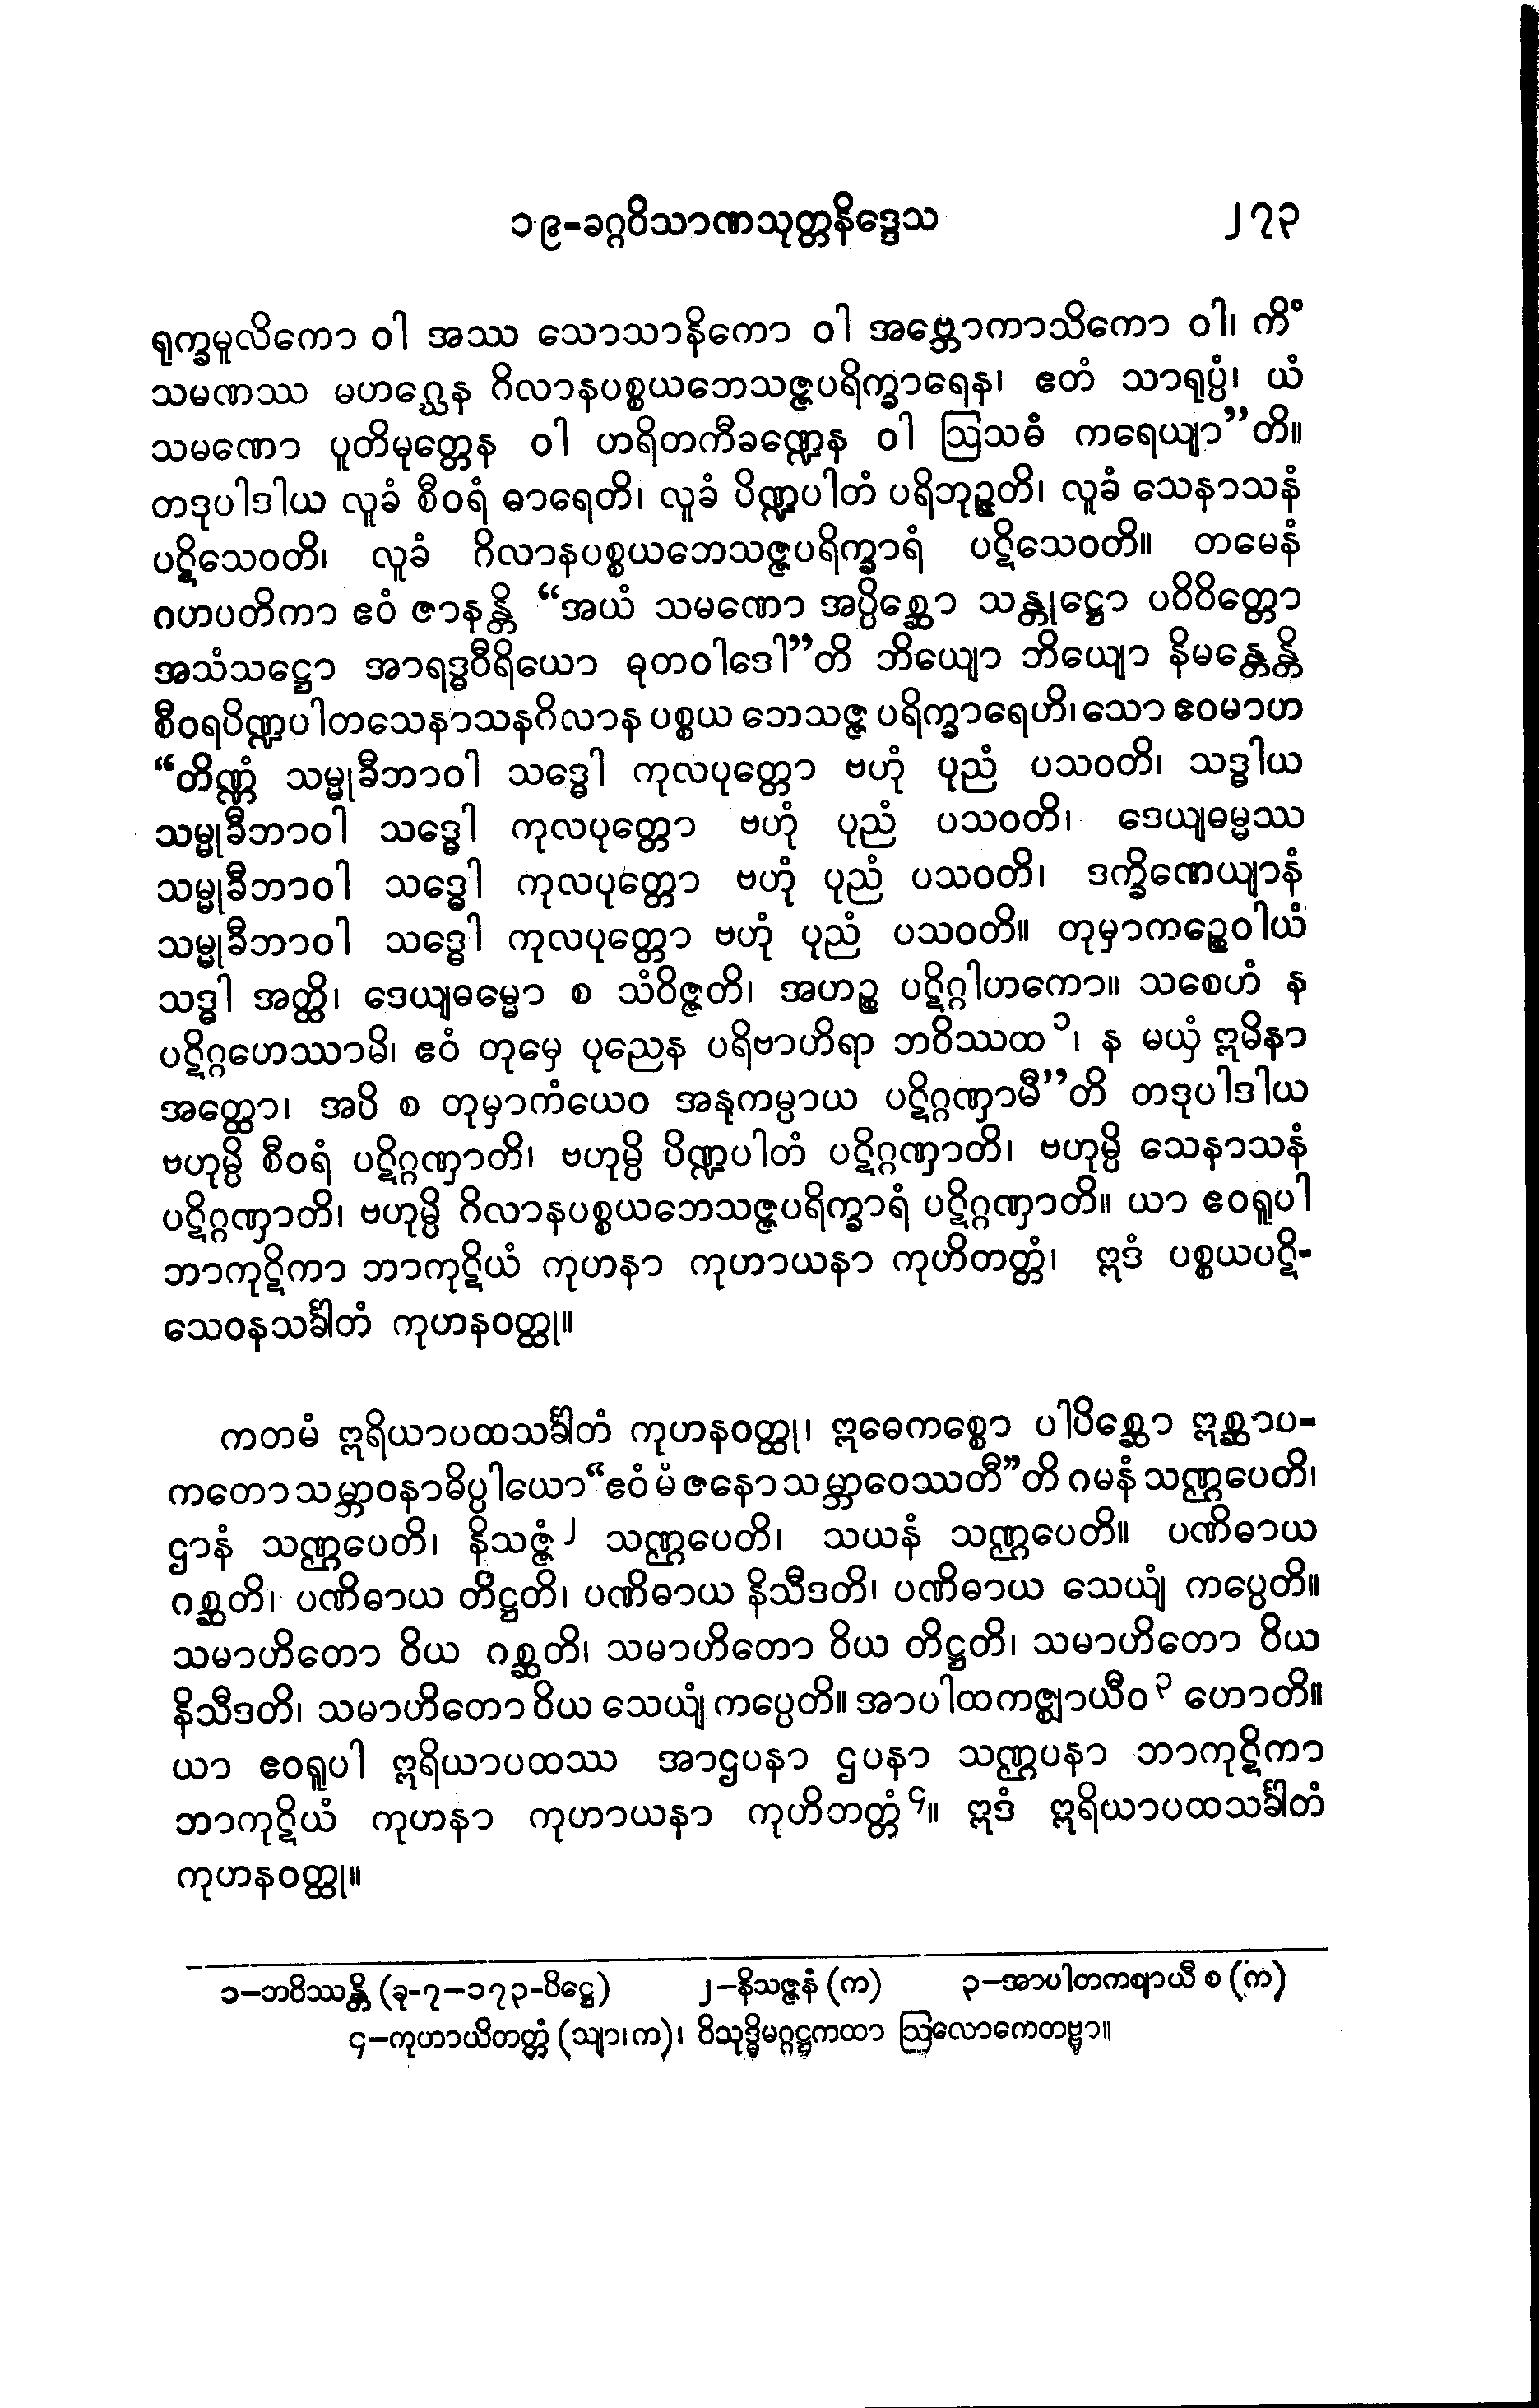 ၁၉-ခဂ္ဂဝိသာဏသုတ္တနိဒ္ဒေသ ၂၇၃
ရုက္ခမူလိကော ဝါ အဿ သောသာနိကော ဝါ အဗ္ဘောကာသိကော ဝါ၊ ကိံ
သမဏဿ မဟဂ္ဃေန ဂိလာနပစ္စယဘေသဇ္ဇပရိက္ခာရေန၊ ဧတံ သာရုပ္ပံ၊ ယံ
သမဏော ပူတိမုတ္တေန ဝါ ဟရိတကီခဏ္ဍေန ဝါ ဩသဓံ ကရေယျာ”တိ။
တဒုပါဒါယ လူခံ စီဝရံ ဓာရေတိ၊ လူခံ ပိဏ္ဍပါတံ ပရိဘုဉ္ဇတိ၊ လူခံ သေနာသနံ
ပဋိသေဝတိ၊ လူခံ ဂိလာနပစ္စယဘေသဇ္ဇပရိက္ခာရံ ပဋိသေဝတိ။ တမေနံ
ဂဟပတိကာ ဧဝံ ဇာနန္တိ “အယံ သမဏော အပ္ပိစ္ဆော သန္တုဋ္ဌော ပဝိဝိတ္တော
အသံသဋ္ဌော အာရဒ္ဓဝီရိယော ဓုတဝါဒေါ”တိ ဘိယျော ဘိယျော နိမန္တေန္တိ
စီဝရပိဏ္ဍပါတသေနာသနဂိလာန ပစ္စယ ဘေသဇ္ဇ ပရိက္ခာရေဟိ၊ သော ဧဝမာဟ
“တိဏ္ဏံ သမ္မုခီဘာဝါ သဒ္ဓေါ ကုလပုတ္တော ဗဟုံ ပုညံ ပသဝတိ၊ သဒ္ဓါယ
သမ္မုခီဘာဝါ သဒ္ဓေါ ကုလပုတ္တော ဗဟုံ ပုညံ ပသဝတိ၊ ဒေယျဓမ္မဿ
သမ္မုခီဘာဝါ သဒ္ဓေါ ကုလပုတ္တော ဗဟုံ ပုညံ ပသဝတိ၊ ဒက္ခိဏေယျာနံ
သမ္မုခီဘာဝါ သဒ္ဓေါ ကုလပုတ္တော ဗဟုံ ပုညံ ပသဝတိ။ တုမှာကဉ္စေဝါယံ
သဒ္ဓါ အတ္ထိ၊ ဒေယျဓမ္မော စ သံဝိဇ္ဇတိ၊ အဟဉ္စ ပဋိဂ္ဂါဟကော။ သစေဟံ န
ပဋိဂ္ဂဟေဿာမိ၊ ဧဝံ တုမှေ ပုညေန ပရိဗာဟိရာ ဘဝိဿထ ၁၊ န မယှံ ဣမိနာ
အတ္ထော၊ အပိ စ တုမှာကံယေဝ အနုကမ္ပာယ ပဋိဂ္ဂဏှာမီ”တိ တဒုပါဒါယ
ဗဟုမ္ပိ စီဝရံ ပဋိဂ္ဂဏှာတိ၊ ဗဟုမ္ပိ ပိဏ္ဍပါတံ ပဋိဂ္ဂဏှာတိ၊ ဗဟုမ္ပိ သေနာသနံ
ပဋိဂ္ဂဏှာတိ၊ ဗဟုမ္ပိ ဂိလာနပစ္စယဘေသဇ္ဇပရိက္ခာရံ ပဋိဂ္ဂဏှာတိ။ ယာ ဧဝရူပါ
ဘာကုဋိကာ ဘာကုဋိယံ ကုဟနာ ကုဟာယနာ ကုဟိတတ္တံ၊ ဣဒံ ပစ္စယပဋိ-
သေဝနသင်္ခါတံ ကုဟနဝတ္ထု။
ကတမံ ဣရိယာပထသင်္ခါတံ ကုဟနဝတ္ထု၊ ဣဓေကစ္စော ပါပိစ္ဆော ဣစ္ဆာပ-
ကတော သမ္ဘာဝနာဓိပ္ပါယော “ဧဝံ မံ ဇနော သမ္ဘာဝေဿတီ”တိ ဂမနံ သဏ္ဌပေတိ၊
ဌာနံ သဏ္ဌပေတိ၊ နိသဇ္ဇံ ၂ သဏ္ဌပေတိ၊ သယနံ သဏ္ဌပေတိ။ ပဏိဓာယ
ဂစ္ဆတိ၊ ပဏိဓာယ တိဋ္ဌတိ၊ ပဏိဓာယ နိသီဒတိ၊ ပဏိဓာယ သေယျံ ကပ္ပေတိ။
သမာဟိတော ဝိယ ဂစ္ဆတိ၊ သမာဟိတော ဝိယ တိဋ္ဌတိ၊ သမာဟိတော ဝိယ
နိသီဒတိ၊ သမာဟိတော ဝိယ သေယျံ ကပ္ပေတိ။ အာပါထကဇ္ဈာယီဝ ၃ ဟောတိ။
ယာ ဧဝရူပါ ဣရိယာပထဿ အာဌပနာ ဌပနာ သဏ္ဌပနာ ဘာကုဋိကာ
ဘာကုဋိယံ ကုဟနာ ကုဟာယနာ ကုဟိဘတ္တံ ၄။ ဣဒံ ဣရိယာပထသင်္ခါတံ
ကုဟနဝတ္ထု။
၁–ဘဝိဿန္တိ (ခု-၇–၁၇၃-ပိဋ္ဌေ) ၂–နိသဇ္ဇနံ (က) ၃–အာပါတကဈာယီ စ (က)
၄–ကုဟာယိတတ္တံ (သျာ၊ က)၊ ဝိသုဒ္ဓိမဂ္ဂဋ္ဌကထာ ဩလောကေတဗ္ဗာ။